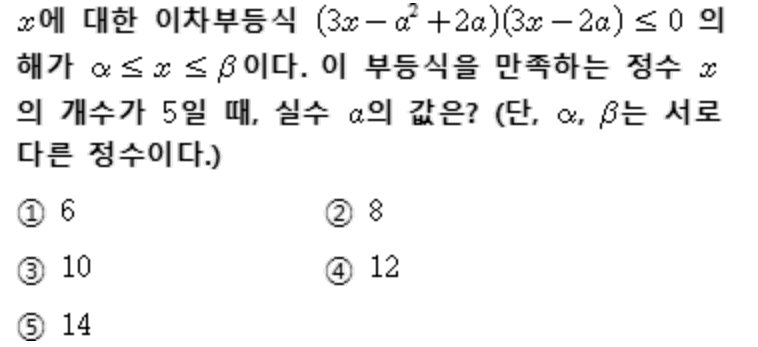 x에 대한 이차부등식 (3x − a² + 2a)(3x − 2a) ≤ 0 의
해가 α ≤ x ≤ β이다. 이 부등식을 만족하는 정수 x
의 개수가 5일 때, 실수 a의 값은? (단, α, β는 서로
다른 정수이다.)
① 6 ② 8
③ 10 ④ 12
⑤ 14